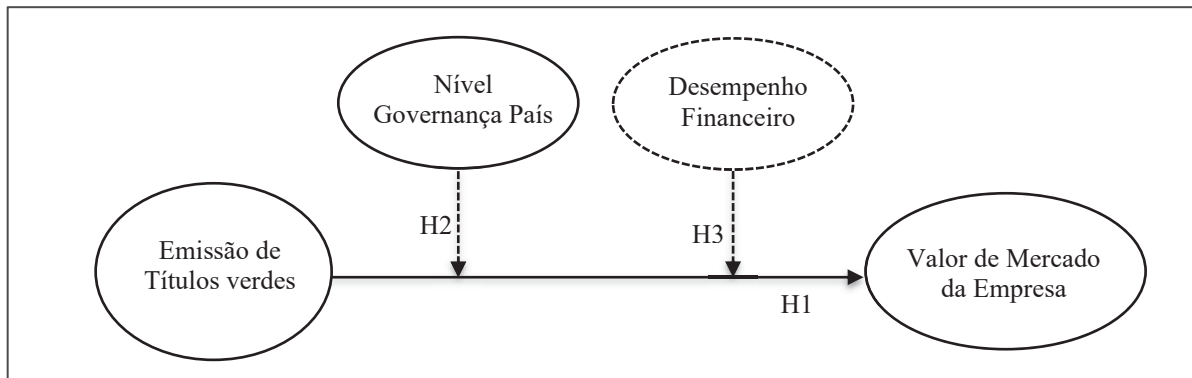 Nível
Governança País
Desempenho
Financeiro
H2
H3
Emissão de
Títulos verdes
Valor de Mercado
da Empresa
H1